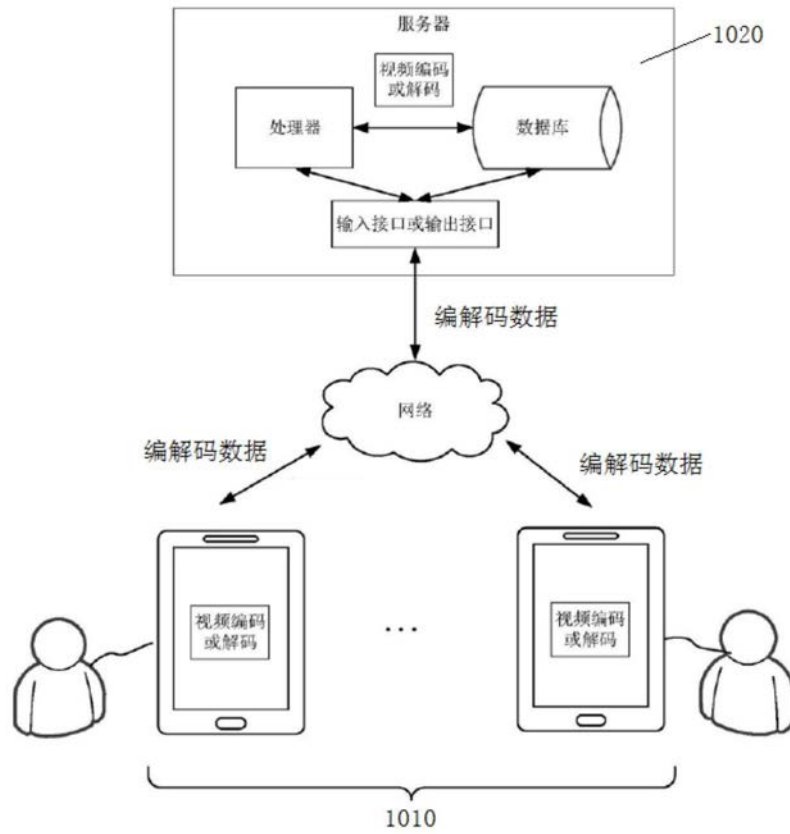 服务器
1020
视频编码
或解码
处理器
数据库
输入接口或输出接口
编解码数据
网络
编解码数据
编解码数据
视频编码
或解码
...
视频编码
或解码
1010